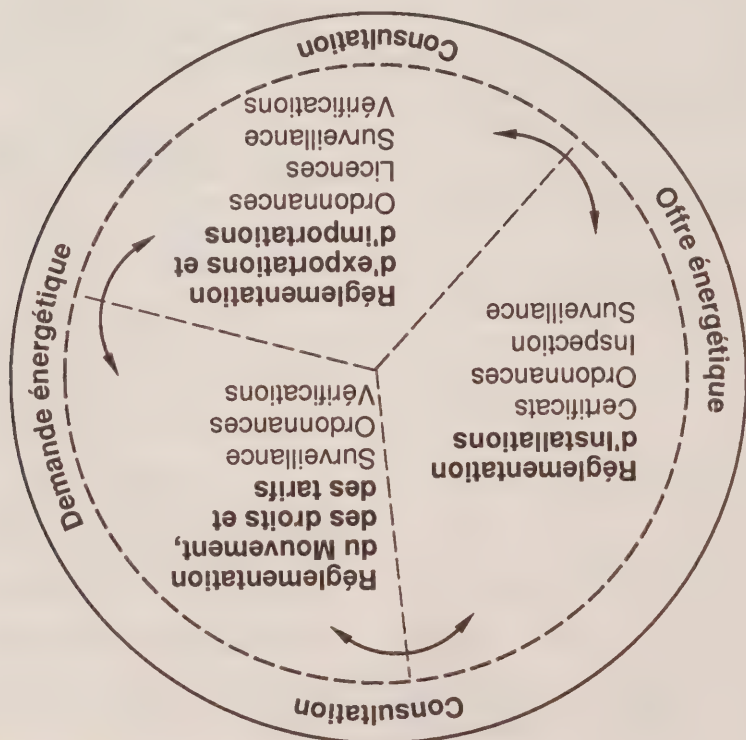 Consultation
Réglementation
du Mouvement,
des droits et
des tarifs
Surveillance
Ordonnances
Vérifications
Réglementation
d'Installations
Certificats
Ordonnances
Inspection
Surveillance
Offre énergétique
Demande énergétique
Réglementation
d'exportations et
d'importations
Ordonnances
Licences
Surveillance
Vérifications
Consultation